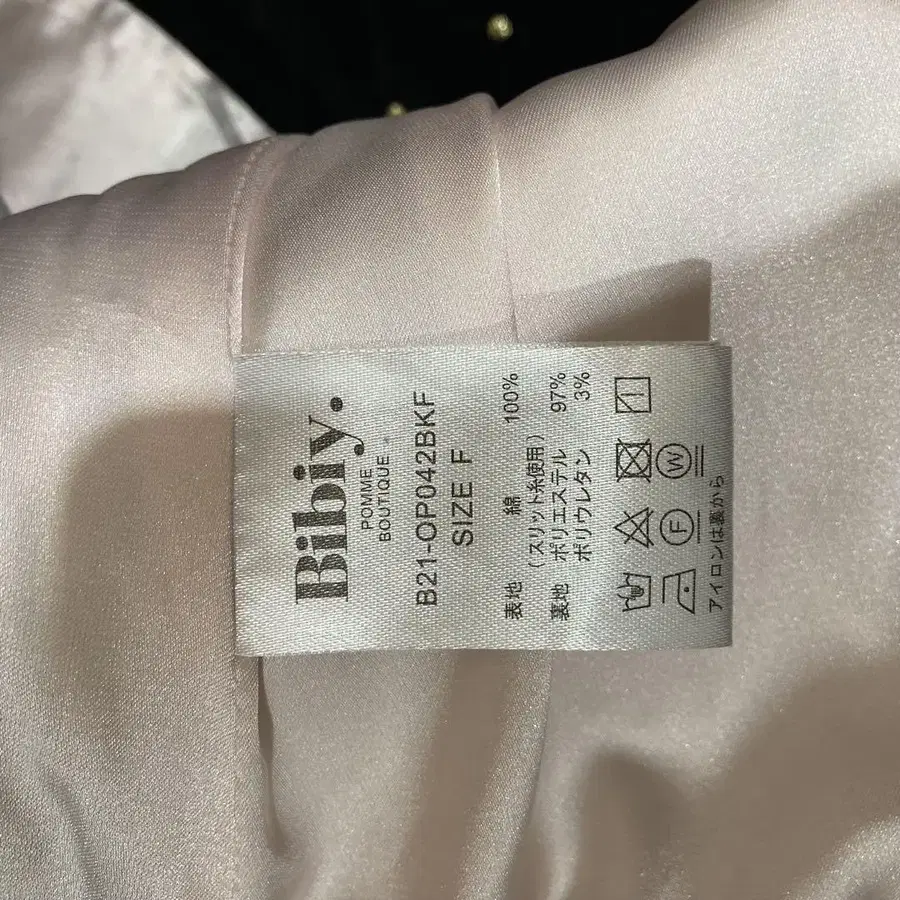 Bibiy.
POMME
BOUTIQUE。
B21-OP042BKF
SIZE F
表地 綿 100%
(スリット糸使用)
裏地 ポリエステル 97%
ポリウレタン 3%
W
F
アイロンは裏から